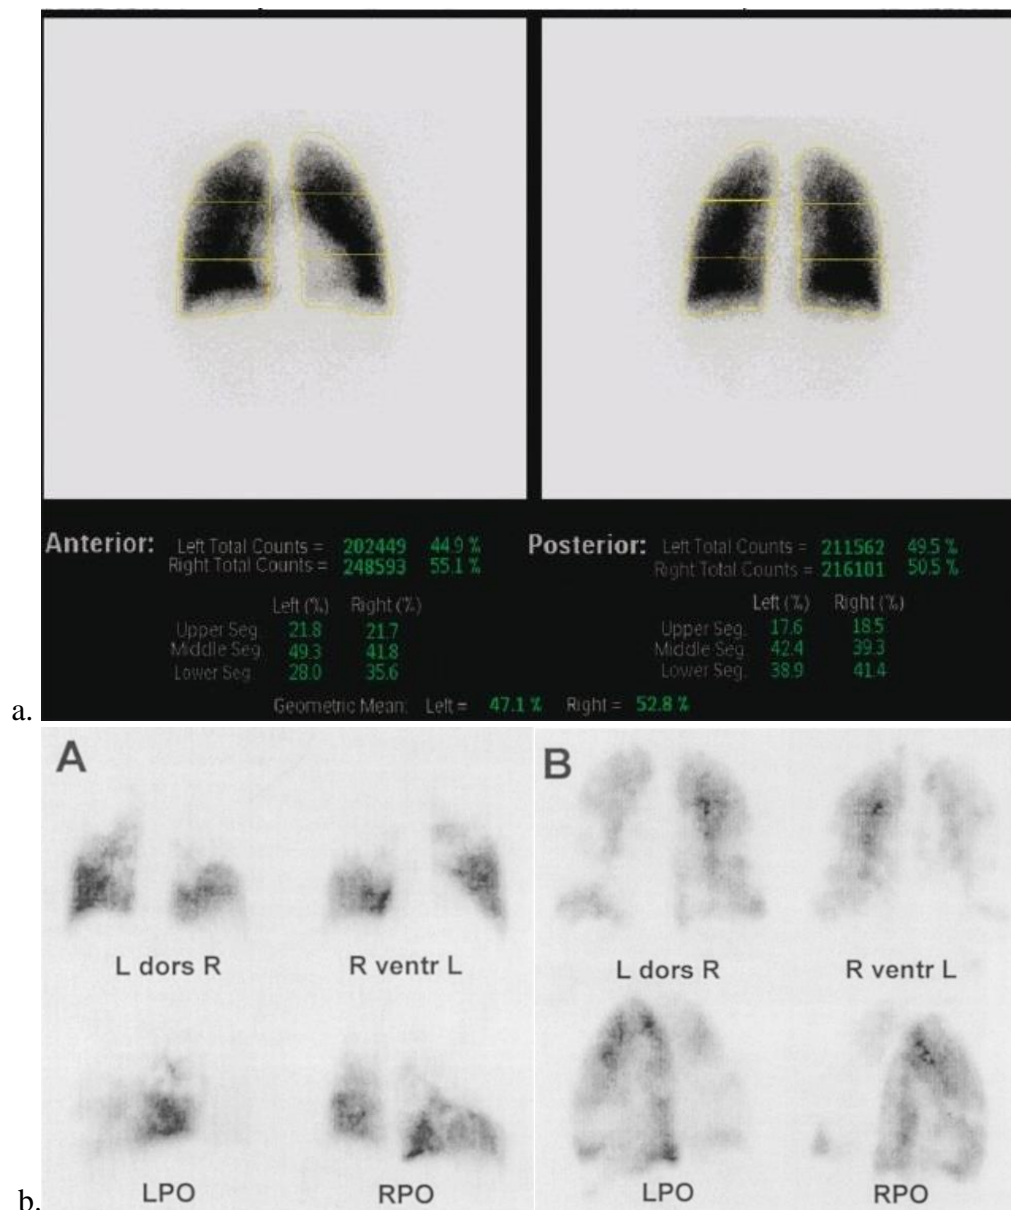 Anterior: Left Total Counts = 202449 44.9 %
Right Total Counts = 248593 55.1 %
Left (%) Right (%)
Upper Seg. 21.8 21.7
Middle Seg. 49.3 41.8
Lower Seg. 28.0 35.6
Posterior: Left Total Counts = 211562 49.5 %
Right Total Counts = 216101 50.5 %
Left (%) Right (%)
Upper Seg. 17.6 18.5
Middle Seg. 42.4 39.3
Lower Seg. 38.9 41.4
Geometric Mean: Left = 47.1 % Right = 52.8 %
a.
A
L dors R R ventr L
LPO RPO
B
L dors R R ventr L
LPO RPO
b.